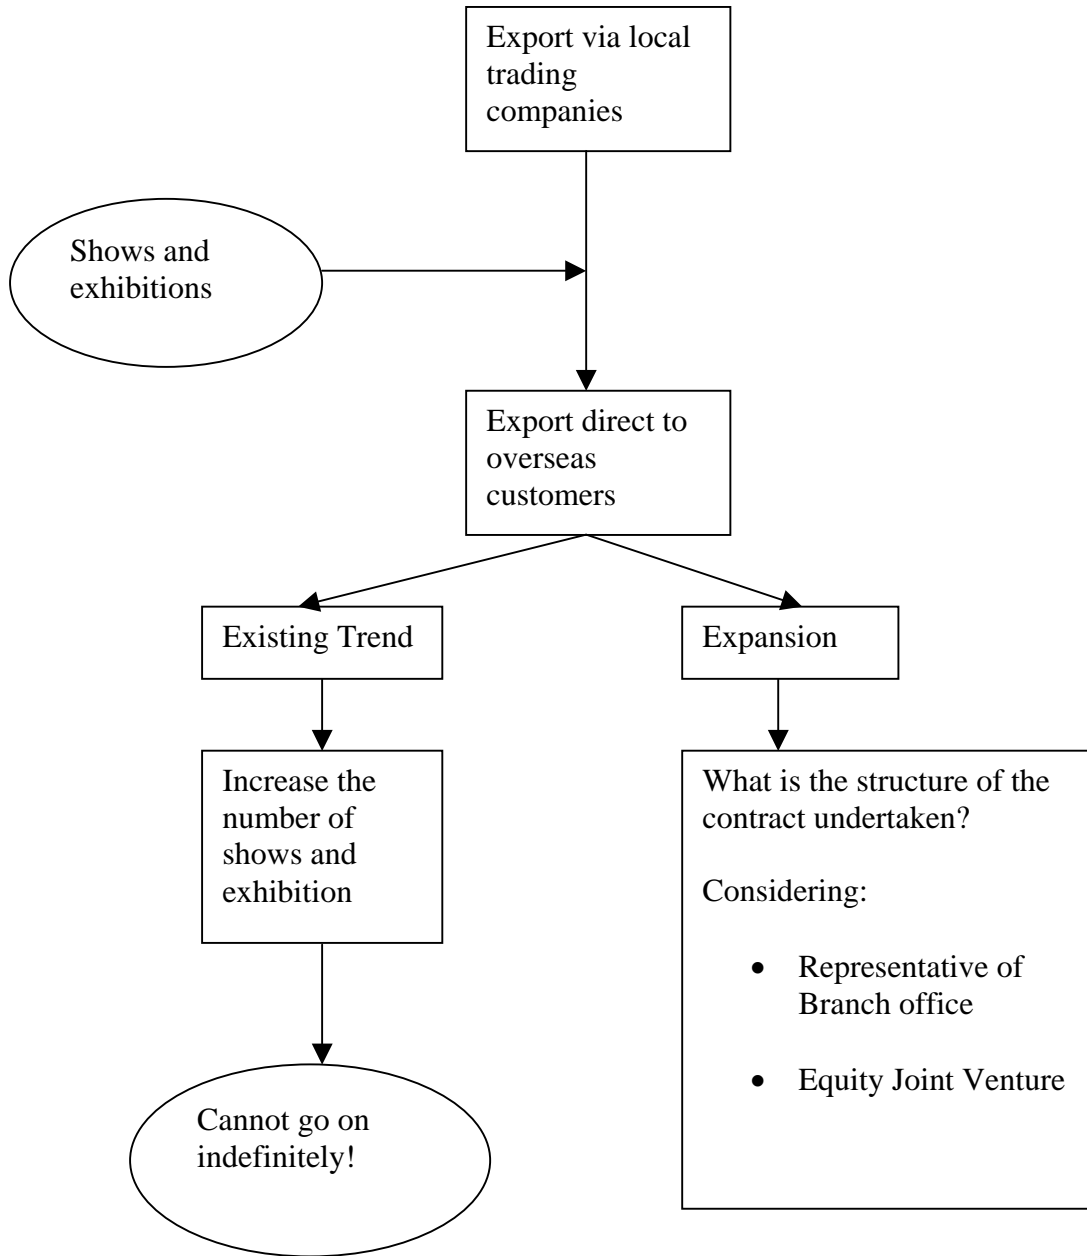 Export via local
trading
companies
Shows and
exhibitions
Export direct to
overseas
customers
Existing Trend
Expansion
Increase the
number of
shows and
exhibition
What is the structure of the
contract undertaken?
Considering:
• Representative of
Branch office
• Equity Joint Venture
Cannot go on
indefinitely!